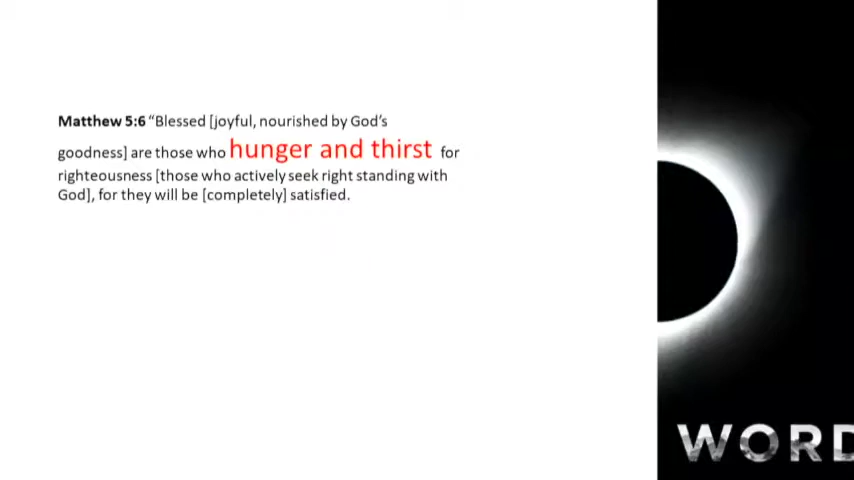 Matthew 5:6 “Blessed [joyful, nourished by God’s
goodness] are those who hunger and thirst for
righteousness [those who actively seek right standing with
God], for they will be [completely] satisfied.
WORD